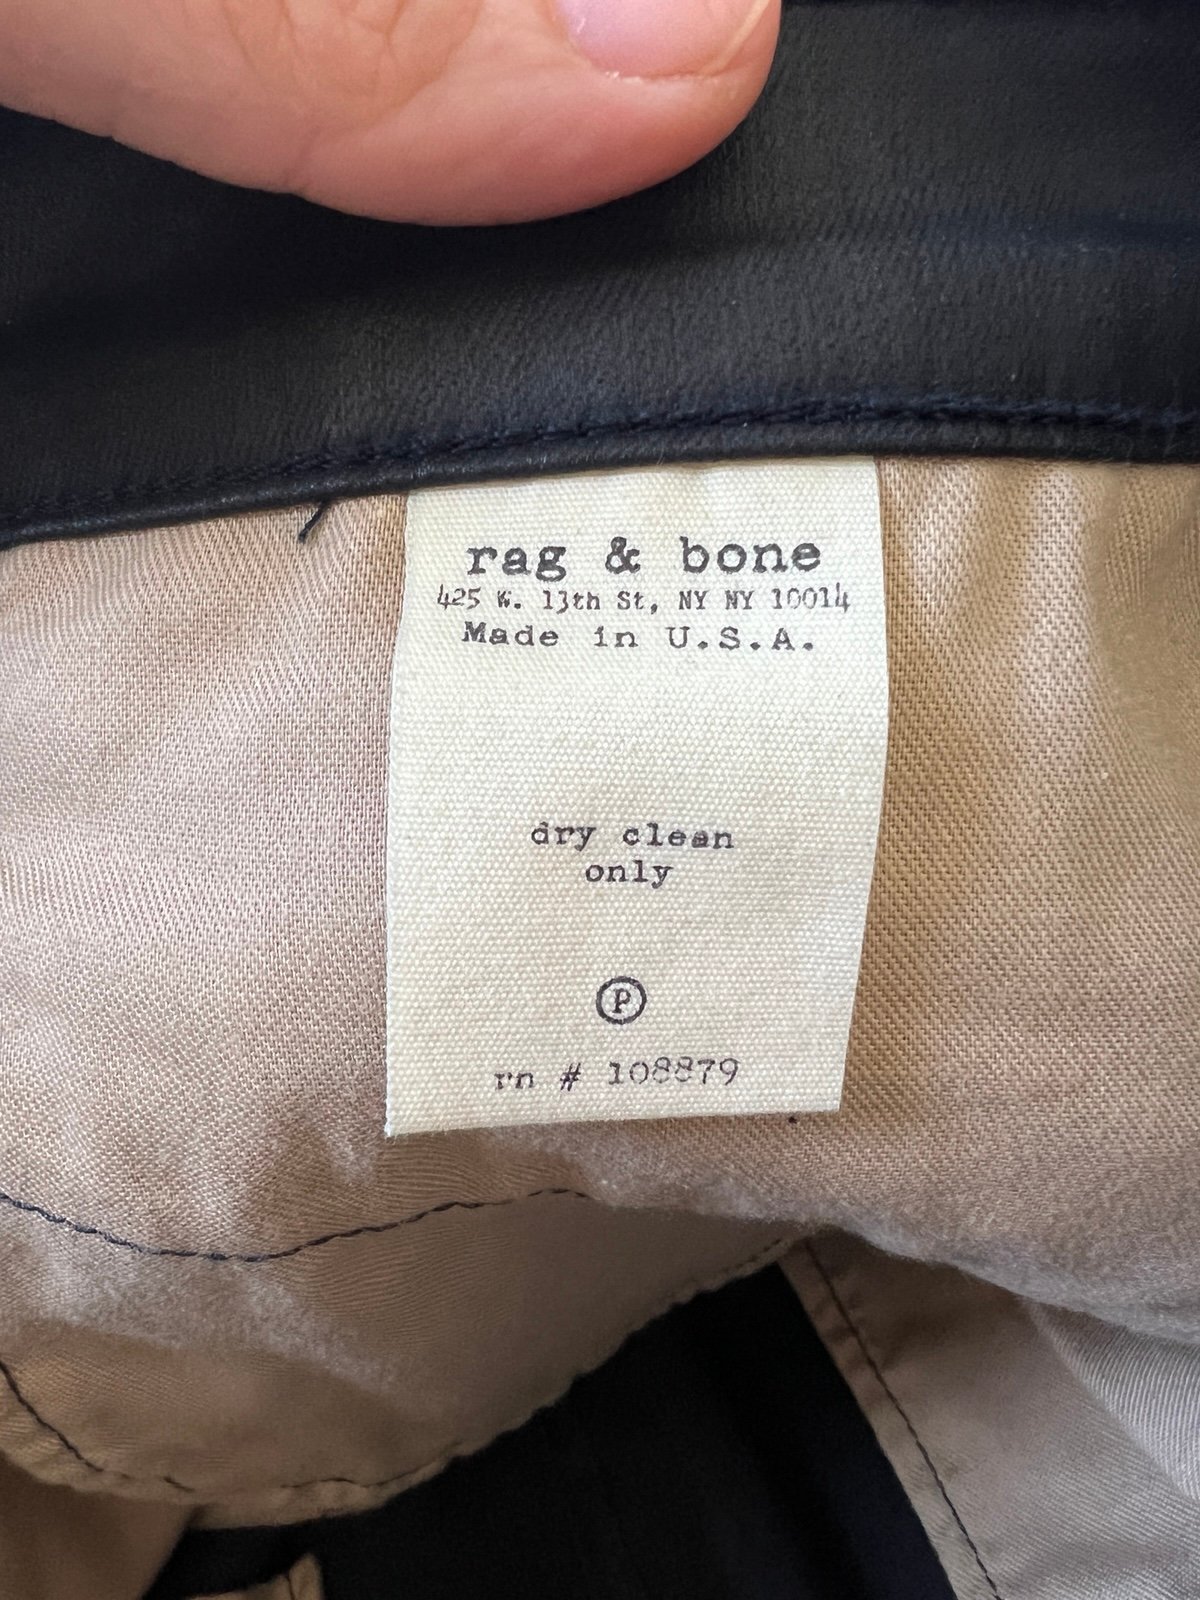 rag & bone
425 W. 13th St, NY NY 10014
Made in U.S.A.
dry clean
only
P
rn # 108879